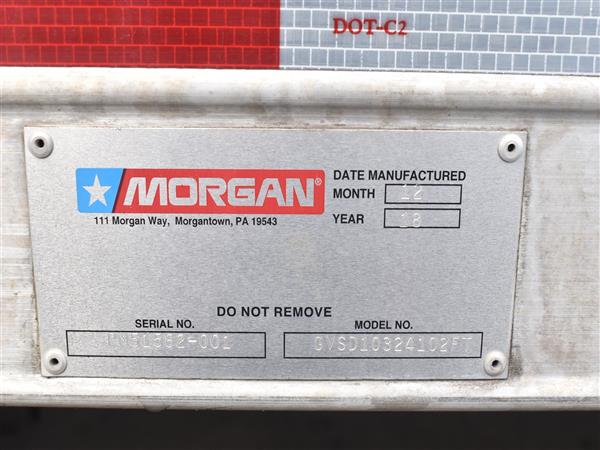 DOT-C2
MORGAN®
111 Morgan Way, Morgantown, PA 19543
DATE MANUFACTURED
MONTH 12
YEAR 18
DO NOT REMOVE
SERIAL NO.
MODEL NO.
GVSD10324102FT